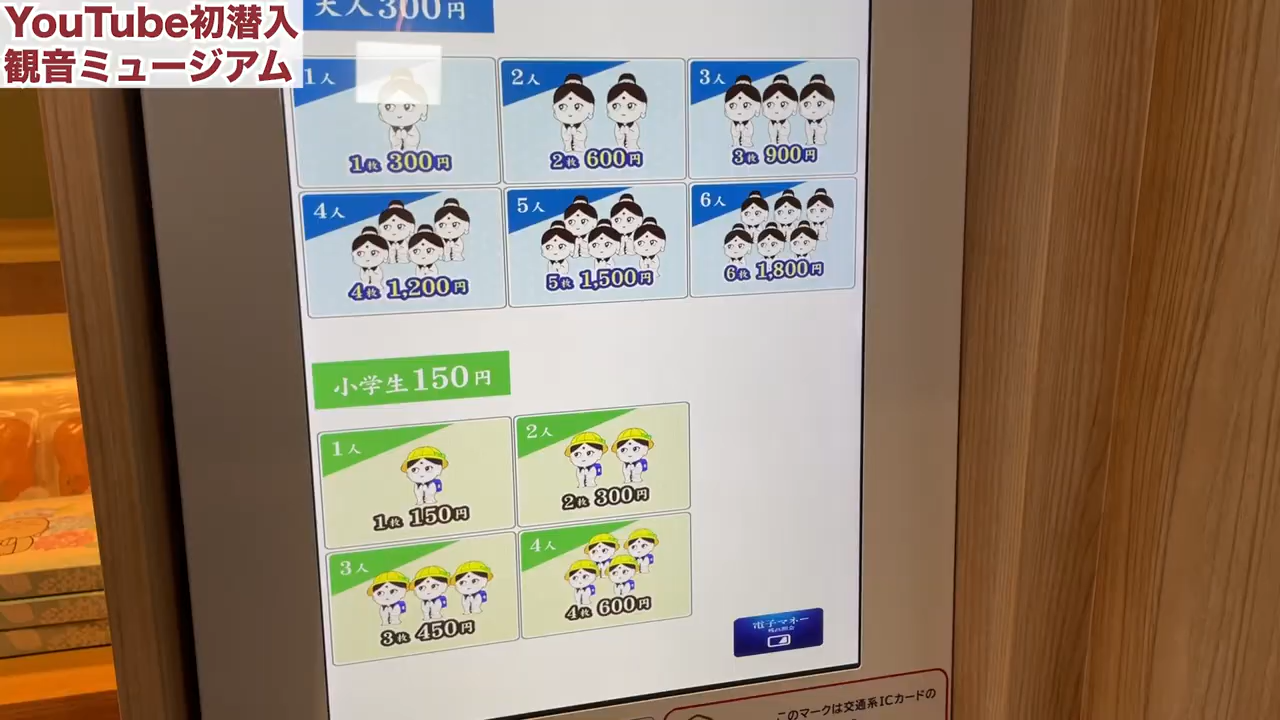 YouTube初潜入
観音ミュージアム
大人300円
1人
1枚 300円
2人
2枚 600円
3人
3枚 900円
4人
4枚 1,200円
5人
5枚 1,500円
6人
6枚 1,800円
小学生150円
1人
1枚 150円
2人
2枚 300円
3人
3枚 450円
4人
4枚 600円
電子マネー
残高照会
このマークは交通系ICカードの